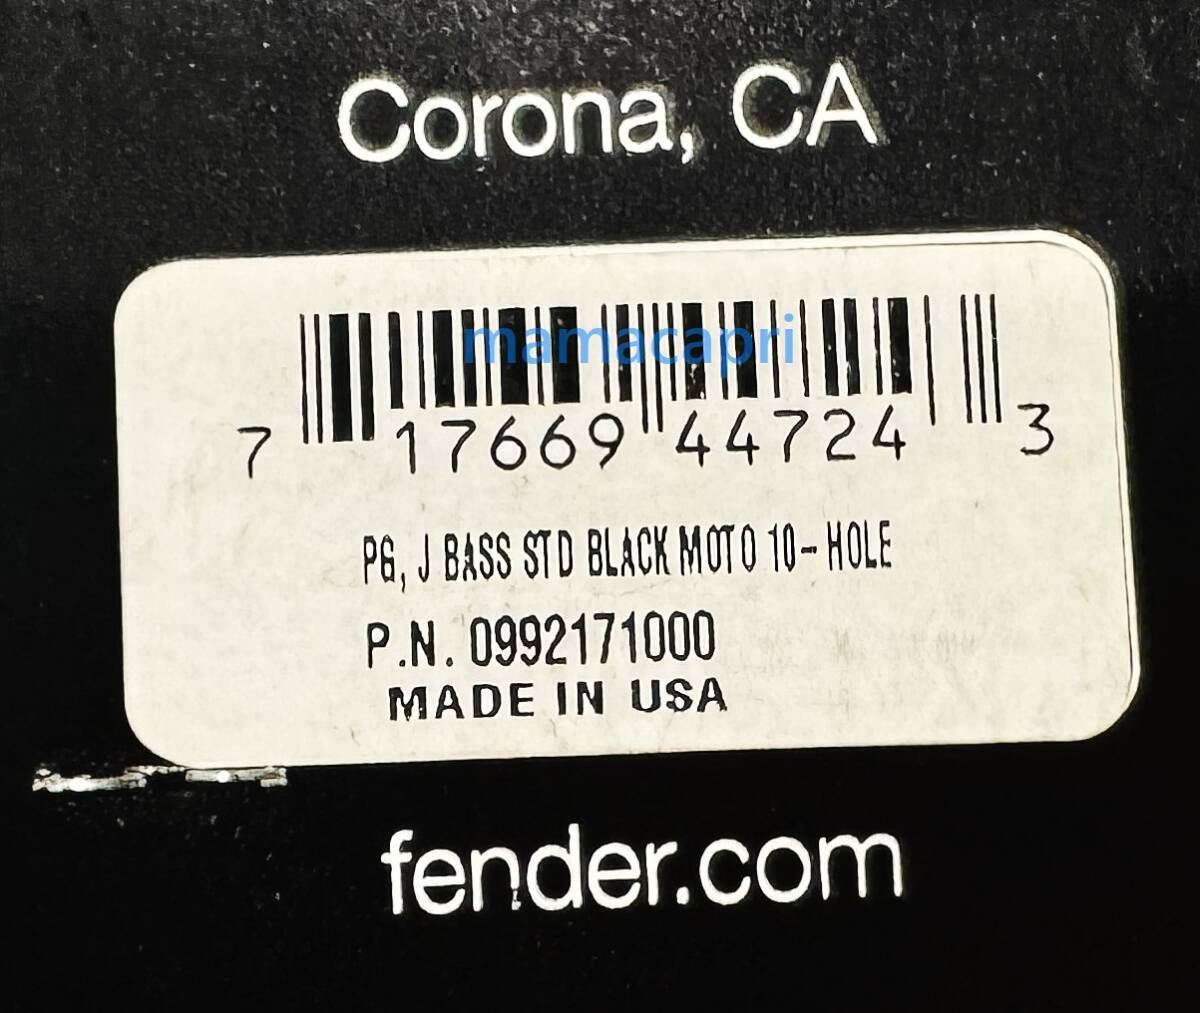 Corona, CA
mamacapri
7 17669 44724 3
PG, J BASS STD BLACK MOTO 10-HOLE
P.N. 0992171000
MADE IN USA
fender.com